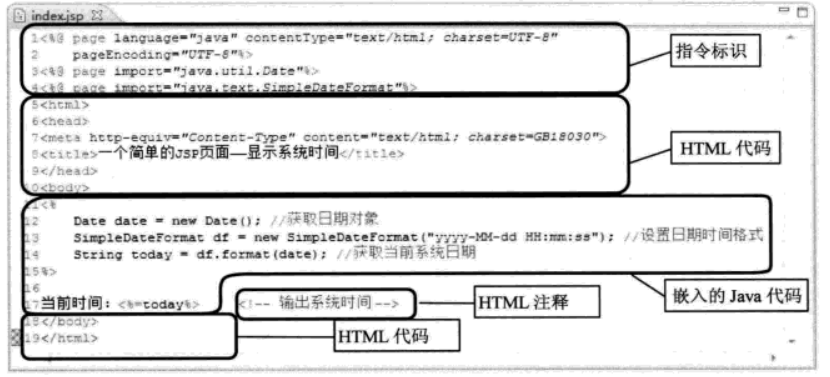 index.jsp
1<%@ page language="java" contentType="text/html; charset=UTF-8"
2 pageEncoding="UTF-8"%>
3<%@ page import="java.util.Date"%>
4<%@ page import="java.text.SimpleDateFormat"%>
指令标识
5<html>
6<head>
7<meta http-equiv="Content-Type" content="text/html; charset=GB18030">
8<title>一个简单的JSP页面——显示系统时间</title>
HTML 代码
9</head>
10<body>
11<%
12 Date date = new Date(); //获取日期对象
13 SimpleDateFormat df = new SimpleDateFormat("yyyy-MM-dd HH:mm:ss"); //设置日期时间格式
14 String today = df.format(date); //获取当前系统日期
15%>
16
嵌入的 Java 代码
17 当前时间：<%=today%> <!-- 输出系统时间 --> HTML 注释
18</body>
19</html>
HTML 代码